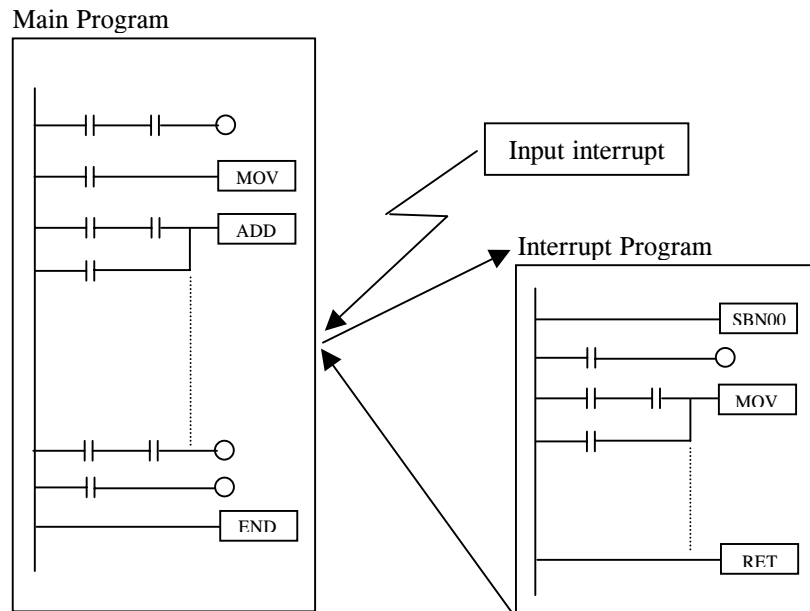 Main Program
MOV
ADD
END
Input interrupt
Interrupt Program
SBN00
MOV
RET